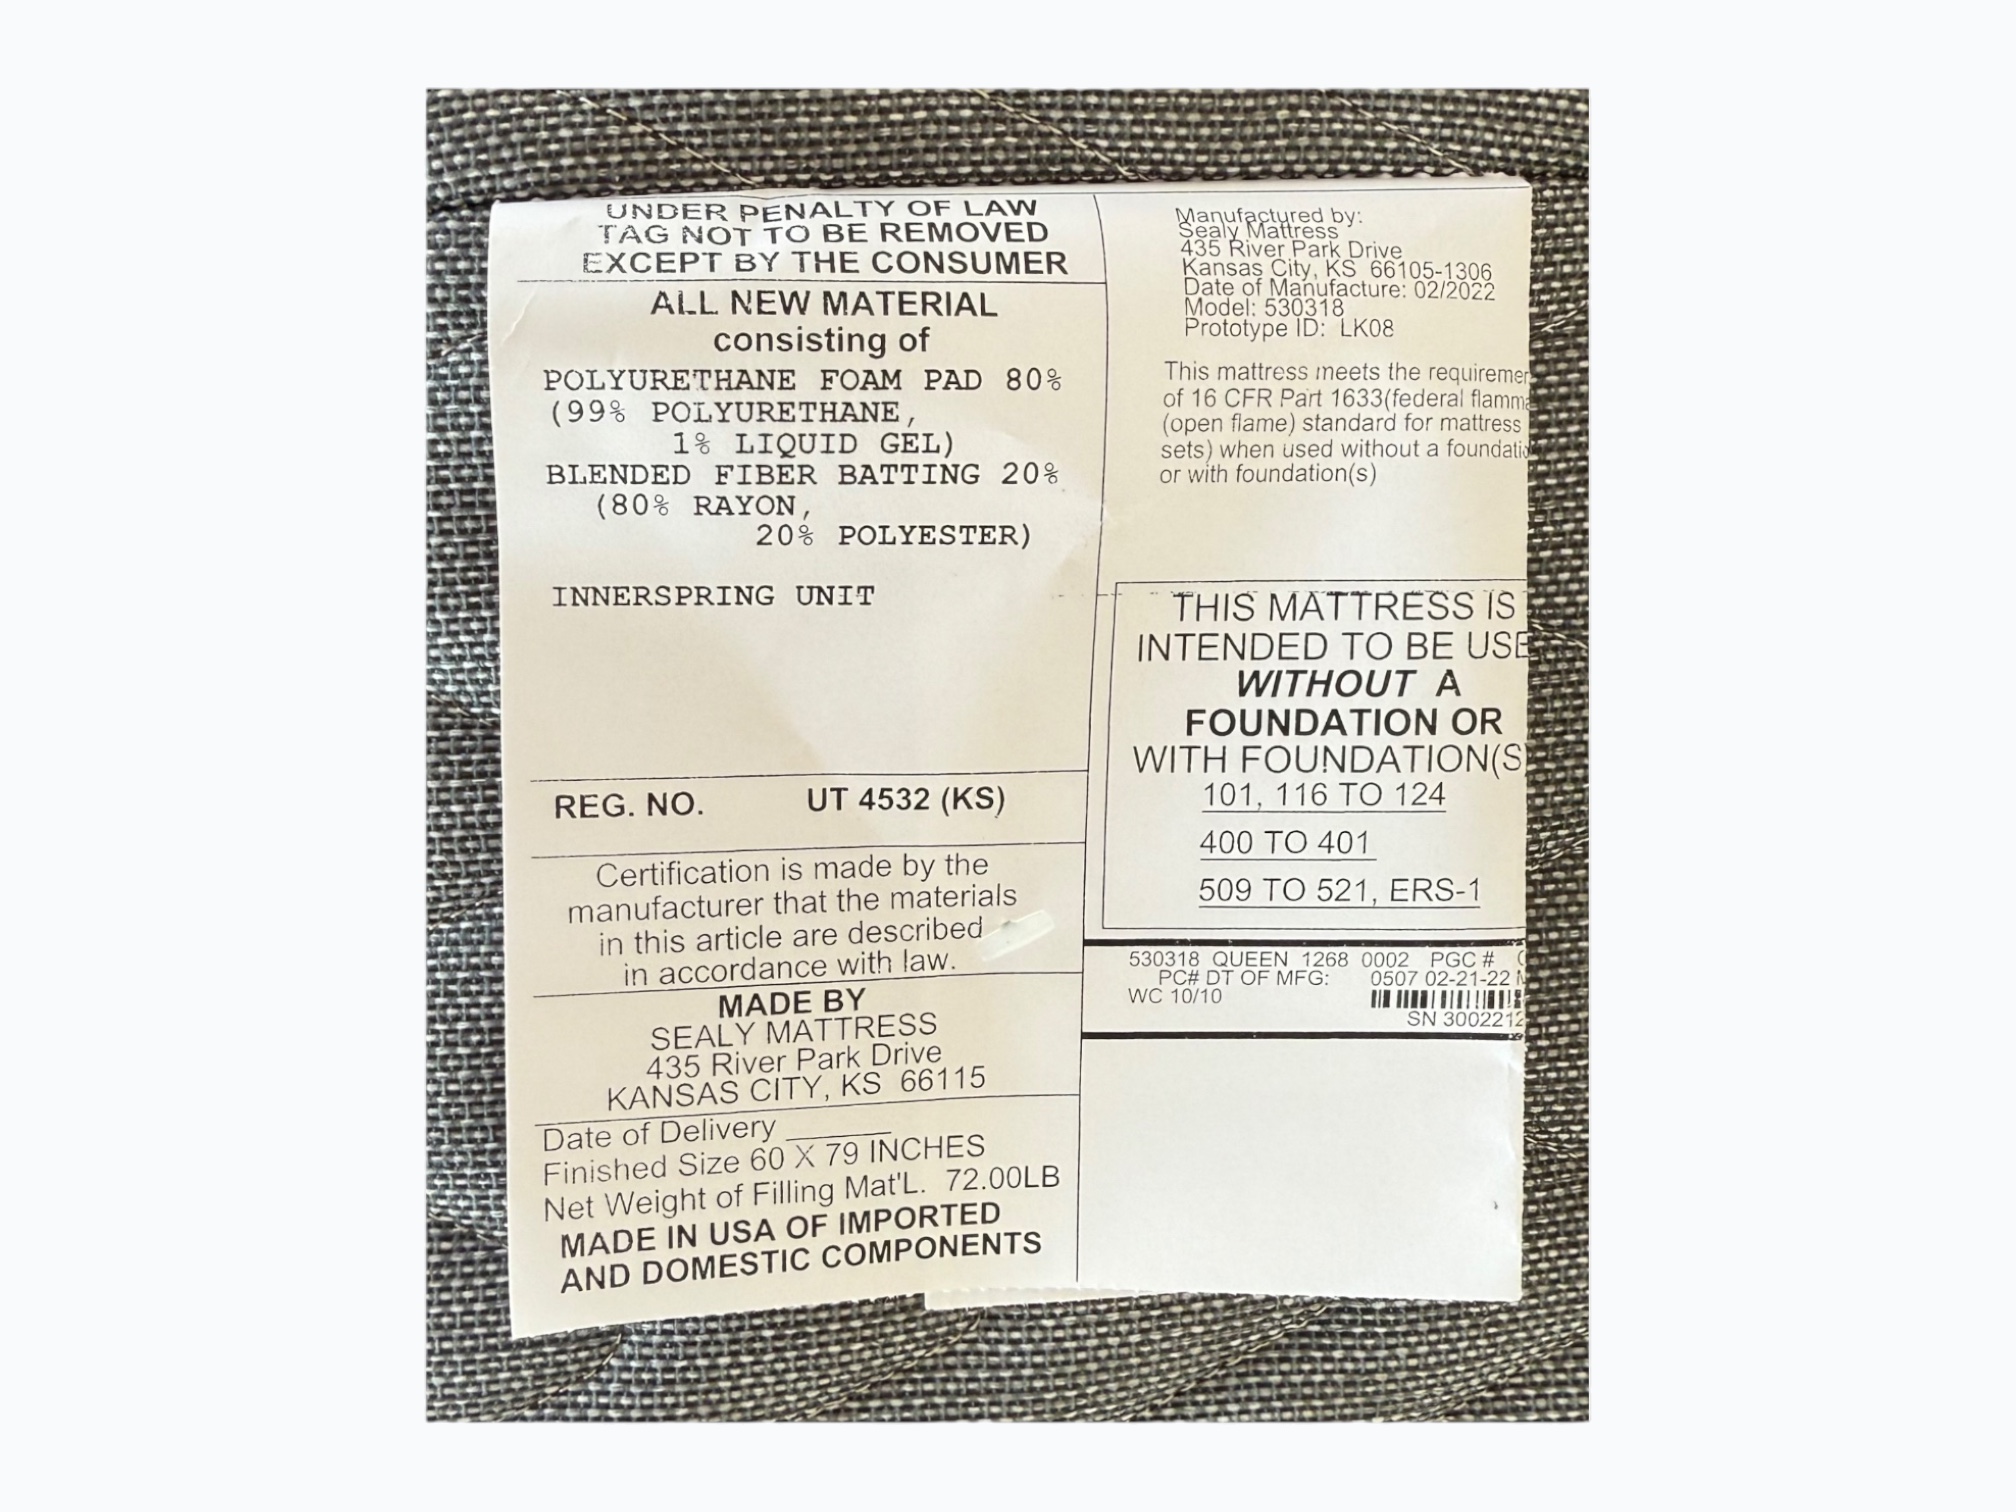 UNDER PENALTY OF LAW
TAG NOT TO BE REMOVED
EXCEPT BY THE CONSUMER
ALL NEW MATERIAL
consisting of
POLYURETHANE FOAM PAD 80%
(99% POLYURETHANE,
1% LIQUID GEL)
BLENDED FIBER BATTING 20%
(80% RAYON,
20% POLYESTER)
INNERSPRING UNIT
REG. NO. UT 4532 (KS)
Certification is made by the
manufacturer that the materials
in this article are described
in accordance with law.
MADE BY
SEALY MATTRESS
435 River Park Drive
KANSAS CITY, KS 66115
Date of Delivery
Finished Size 60 X 79 INCHES
Net Weight of Filling Mat'L. 72.00LB
MADE IN USA OF IMPORTED
AND DOMESTIC COMPONENTS
Manufactured by:
Sealy Mattress
435 River Park Drive
Kansas City, KS 66105-1306
Date of Manufacture: 02/2022
Model: 530318
Prototype ID: LK08
This mattress meets the
of 16 CFR Part 1633(federal
(open flame) standard for mattress
sets) when used without a
or with foundation(s)
THIS MATTRESS IS
INTENDED TO BE
WITHOUT A
FOUNDATION OR
WITH FOUNDATION(S
101, 116 TO 124
400 TO 401
509 TO 521, ERS-1
530318 QUEEN 1268 0002 PGC #
PC# DT OF MFG: 0507 02-21-22
WC 10/10
SN 3002212